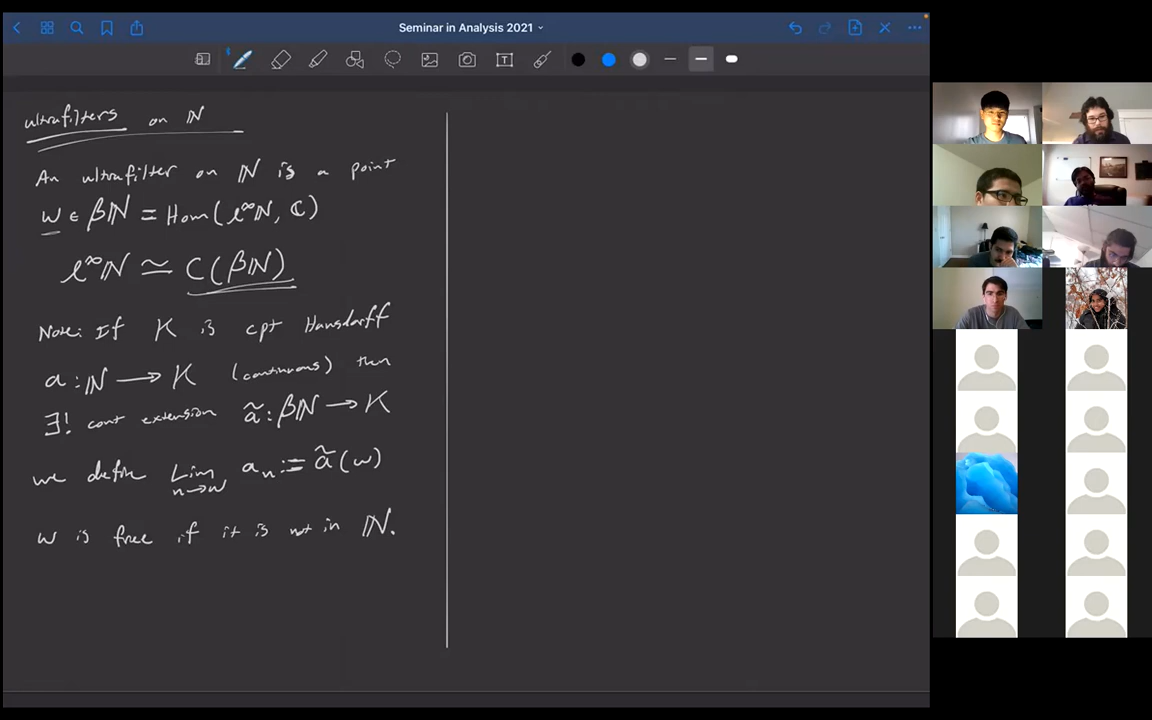 Seminar in Analysis 2021
ultrafilters on ℕ
An ultrafilter on ℕ is a point
ω ∈ βℕ = Hom(ℓ^∞ℕ, ℂ)
ℓ^∞ℕ ≃ C(βℕ)
Note: If K is cpt Hausdorff
a : ℕ → K (continuous) then
∃! cont extension ã : βℕ → K
we define Lim_{n→ω} a_n := ã(ω)
ω is free if it is not in ℕ.